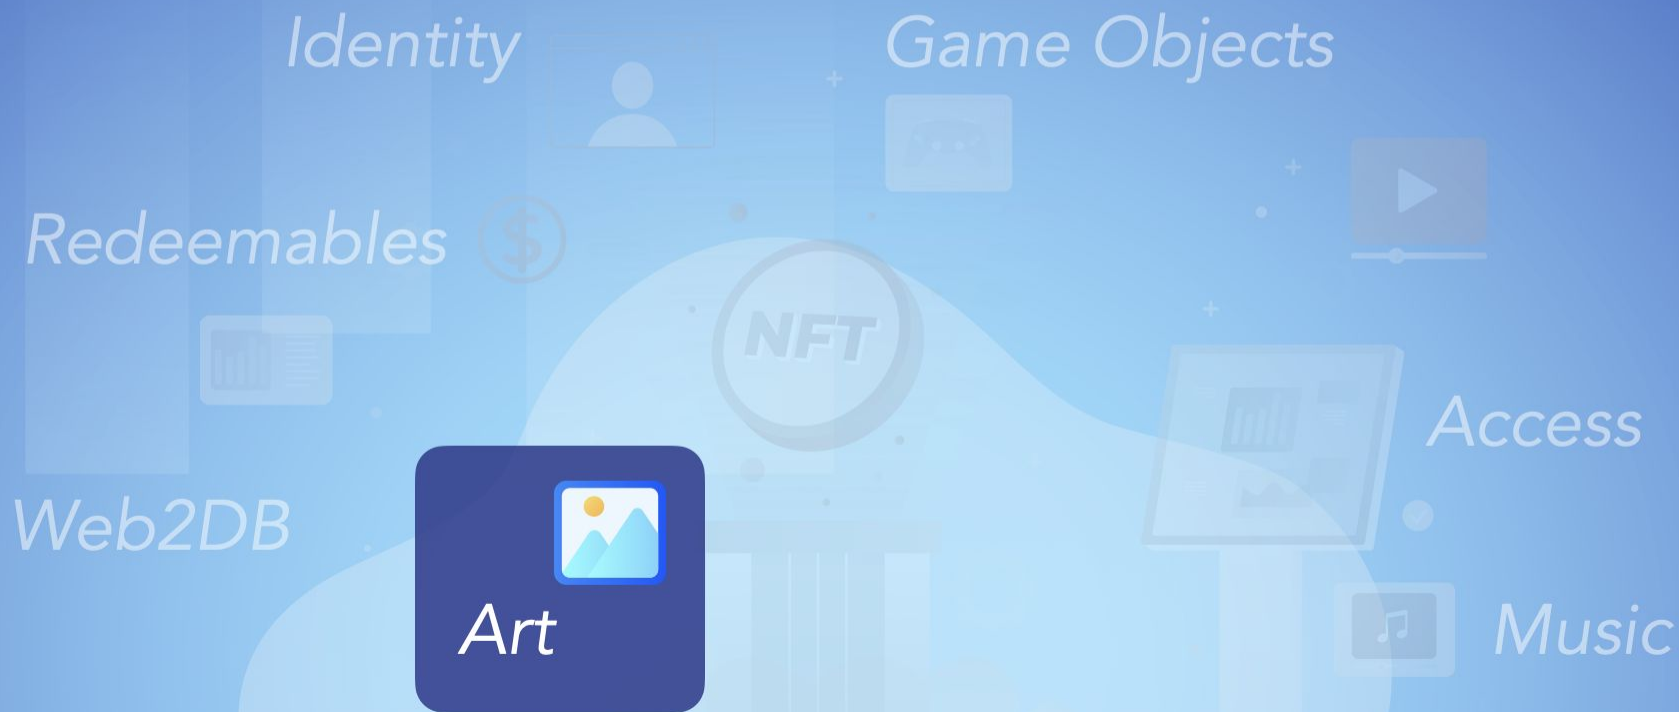 Identity
Game Objects
Redeemables
NFT
Access
Web2DB
Art
Music